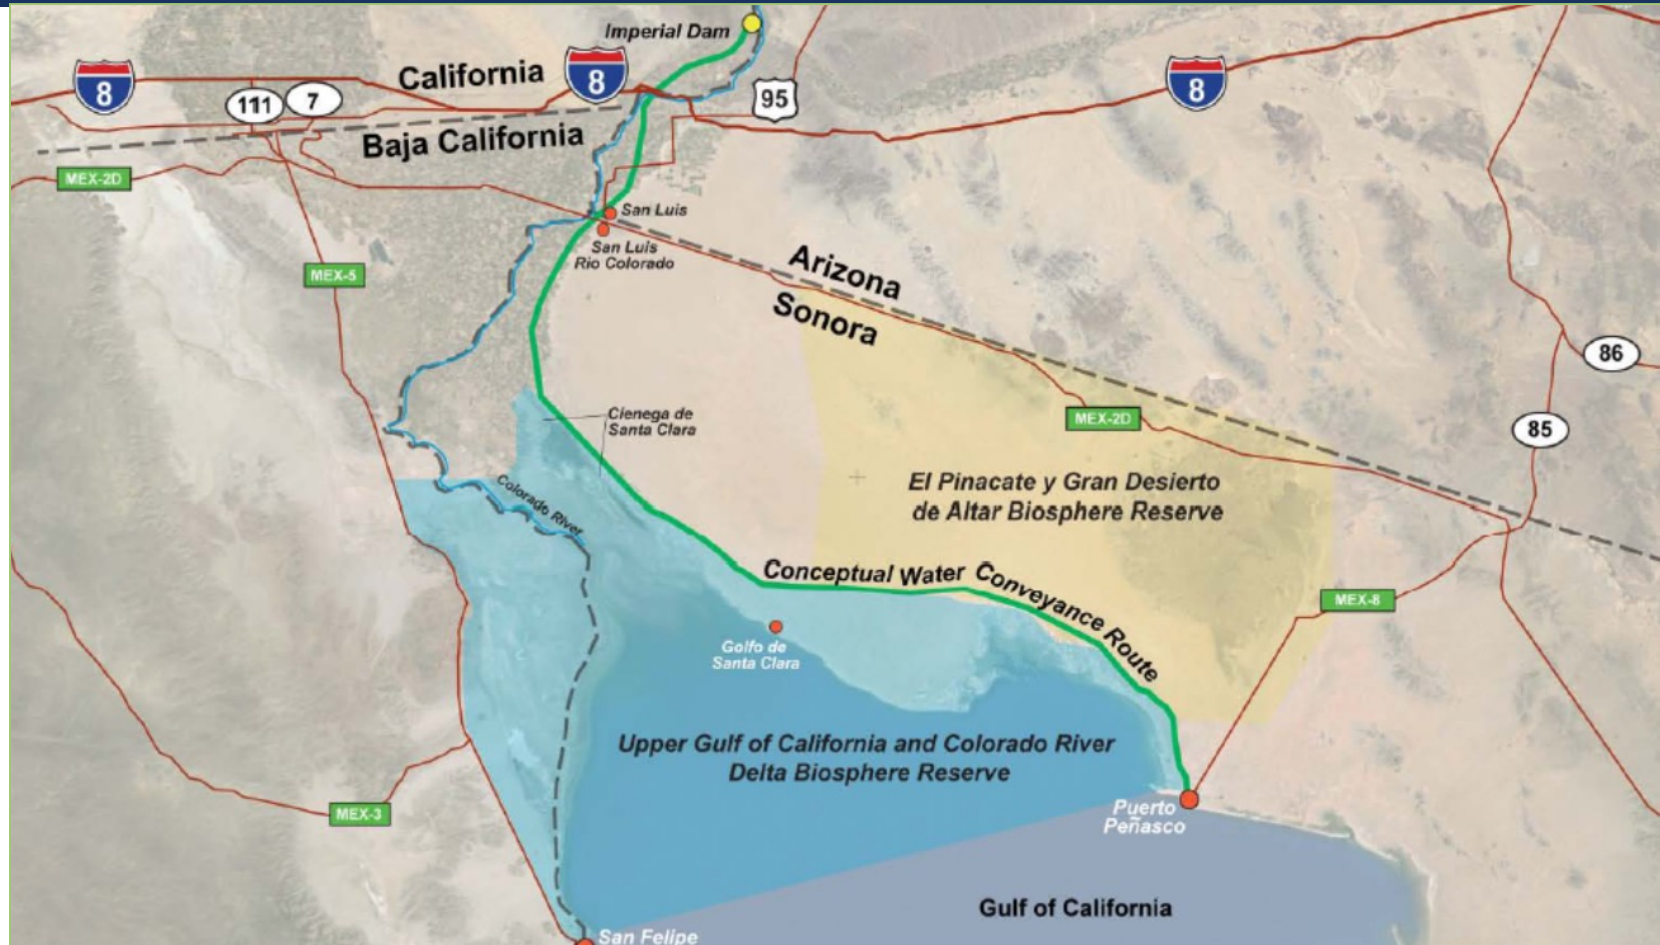 Imperial Dam
California
8
8
8
111
7
95
Baja California
MEX-2D
San Luis
San Luis
Rio Colorado
MEX-5
Arizona
Sonora
86
85
MEX-2D
Cienega de
Santa Clara
El Pinacate y Gran Desierto
de Altar Biosphere Reserve
Colorado River
Conceptual Water Conveyance Route
MEX-8
Golfo de
Santa Clara
Upper Gulf of California and Colorado River
Delta Biosphere Reserve
MEX-3
Puerto
Peñasco
Gulf of California
San Felipe